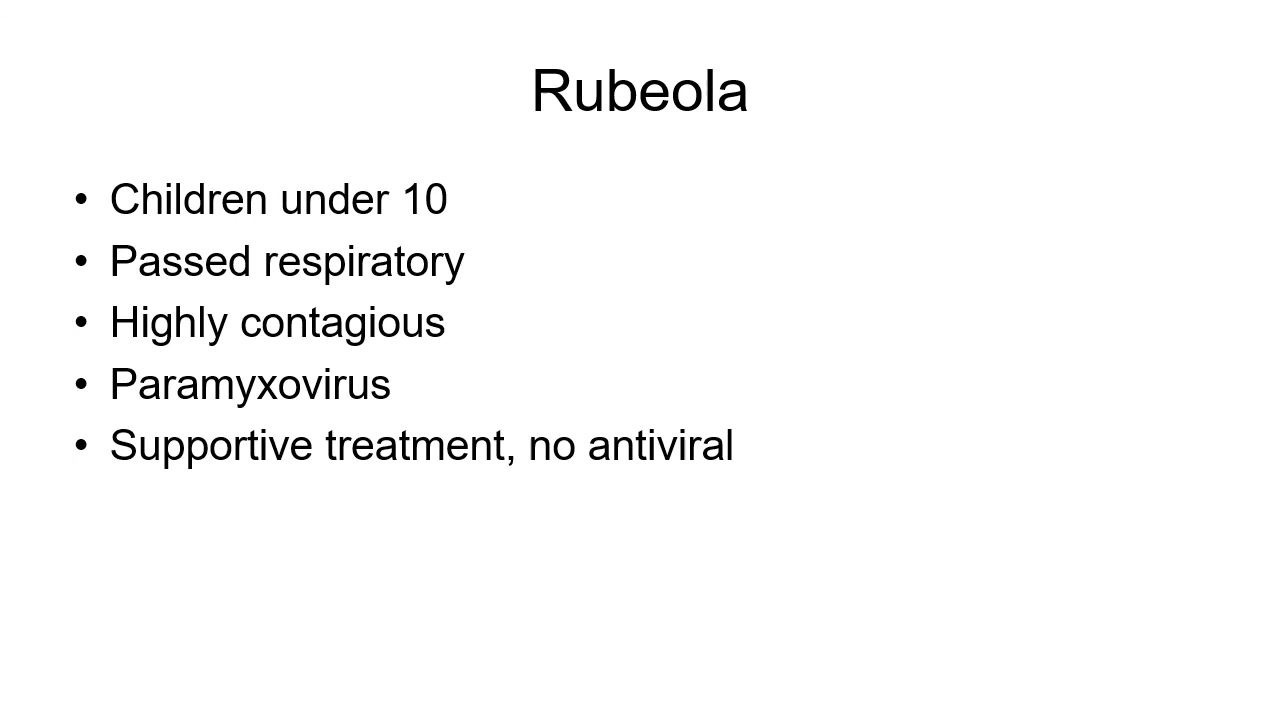 Rubeola
• Children under 10
• Passed respiratory
• Highly contagious
• Paramyxovirus
• Supportive treatment, no antiviral